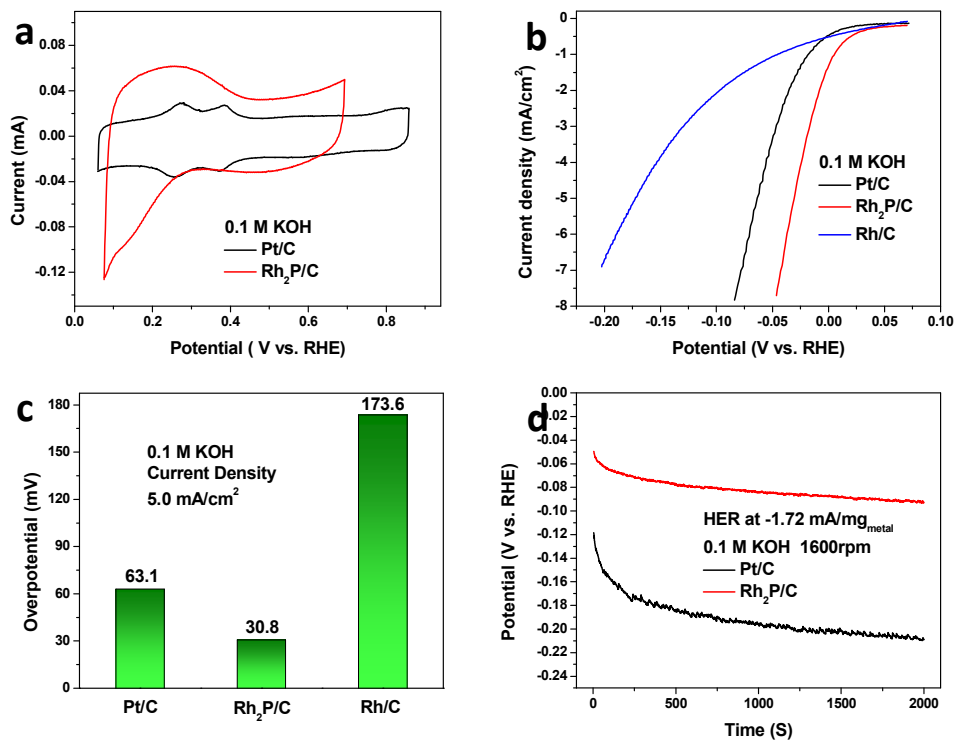 a
0.08
0.04
0.00
-0.04
-0.08
-0.12
Current (mA)
0.1 M KOH
Pt/C
Rh₂P/C
0.0 0.2 0.4 0.6 0.8
Potential ( V vs. RHE)
b
0
-1
-2
-3
-4
-5
-6
-7
-8
Current density (mA/cm²)
0.1 M KOH
Pt/C
Rh₂P/C
Rh/C
-0.20 -0.15 -0.10 -0.05 0.00 0.05 0.10
Potential (V vs. RHE)
c
180
150
120
90
60
30
0
Overpotential (mV)
0.1 M KOH
Current Density
5.0 mA/cm²
63.1
30.8
173.6
Pt/C Rh₂P/C Rh/C
d
0.00
-0.02
-0.04
-0.06
-0.08
-0.10
-0.12
-0.14
-0.16
-0.18
-0.20
-0.22
-0.24
Potential (V vs. RHE)
HER at -1.72 mA/mg_metal
0.1 M KOH 1600rpm
Pt/C
Rh₂P/C
0 500 1000 1500 2000
Time (S)